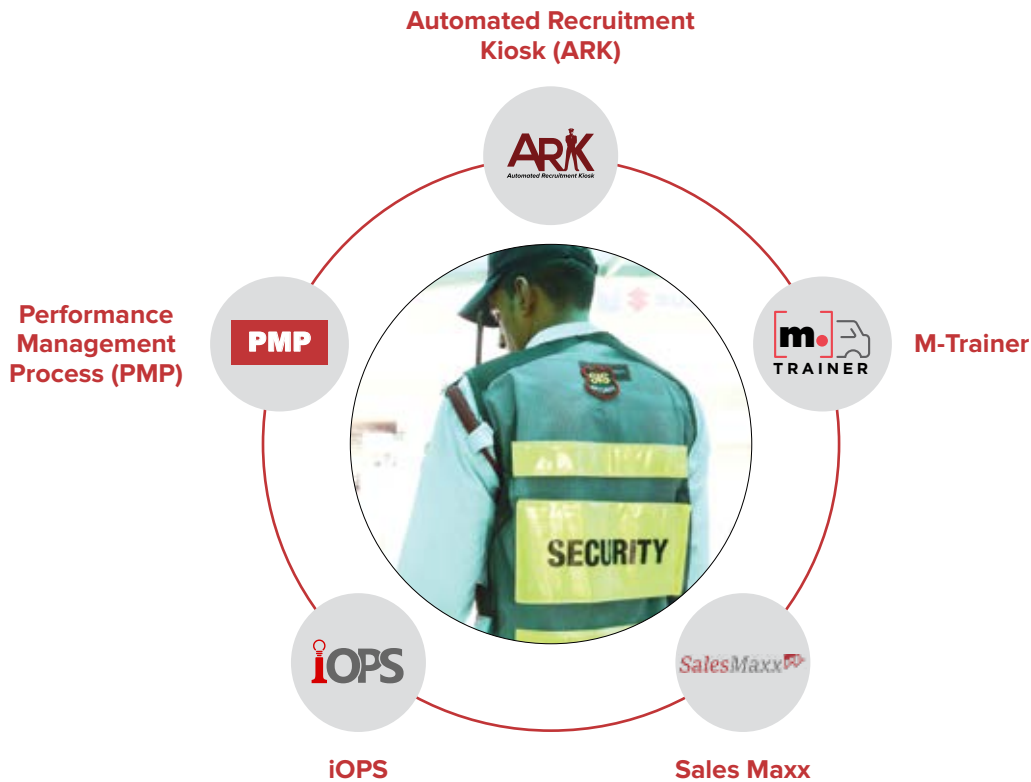 Automated Recruitment
Kiosk (ARK)
ARK
Automated Recruitment Kiosk
Performance
Management
Process (PMP)
PMP
[m.]
TRAINER
M-Trainer
SIS
SECURITY
iOPS
SalesMaxx
iOPS
Sales Maxx